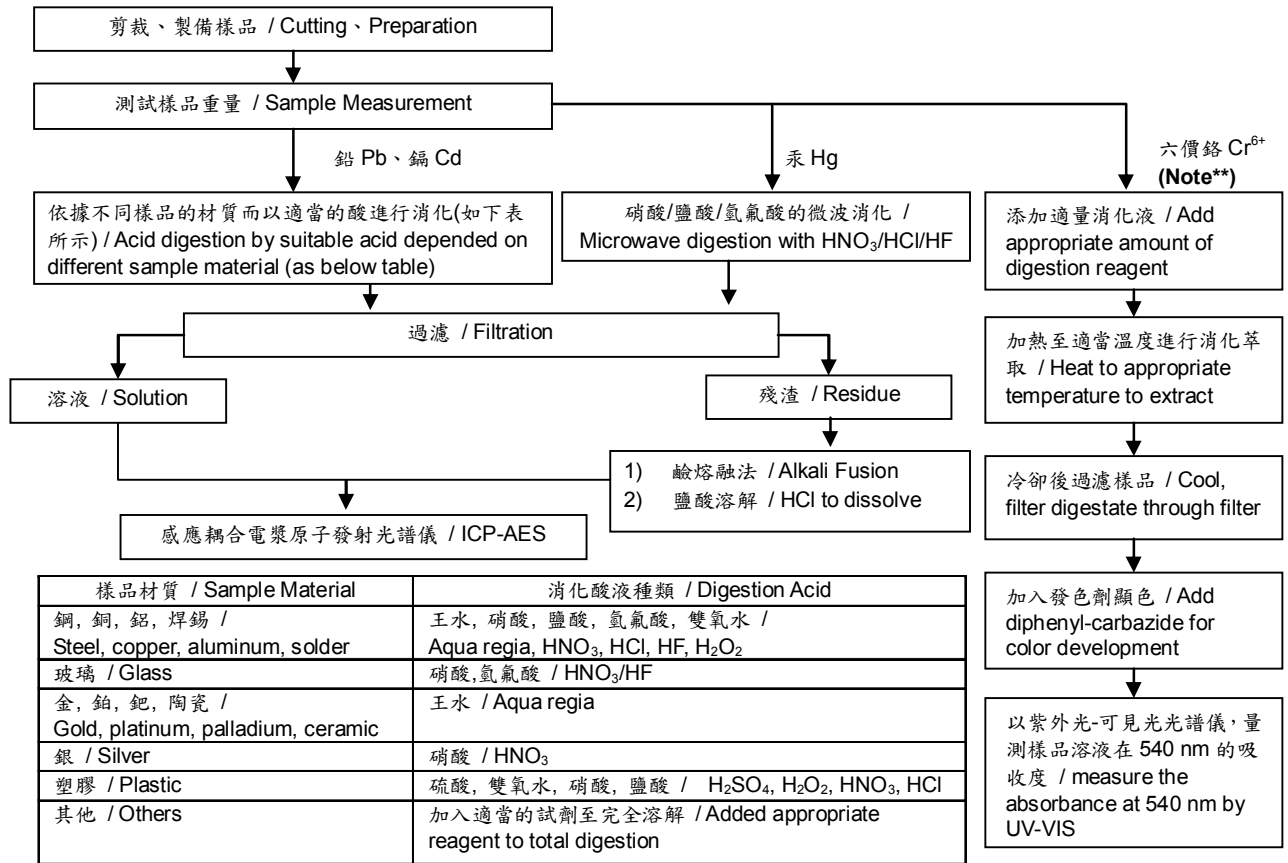 剪裁、製備樣品 / Cutting、Preparation
測試樣品重量 / Sample Measurement
鉛 Pb、鎘 Cd
汞 Hg
六價鉻 Cr⁶⁺
(Note**)
依據不同樣品的材質而以適當的酸進行消化(如下表
所示) / Acid digestion by suitable acid depended on
different sample material (as below table)
硝酸/鹽酸/氫氟酸的微波消化 /
Microwave digestion with HNO₃/HCl/HF
添加適量消化液 / Add
appropriate amount of
digestion reagent
過濾 / Filtration
加熱至適當溫度進行消化萃
取 / Heat to appropriate
temperature to extract
溶液 / Solution
殘渣 / Residue
1) 鹼熔融法 / Alkali Fusion
2) 鹽酸溶解 / HCl to dissolve
冷卻後過濾樣品 / Cool,
filter digestate through filter
感應耦合電漿原子發射光譜儀 / ICP-AES
加入發色劑顯色 / Add
diphenyl-carbazide for
color development
以紫外光-可見光光譜儀，量
測樣品溶液在 540 nm 的吸
收度 / measure the
absorbance at 540 nm by
UV-VIS
樣品材質 / Sample Material 消化酸液種類 / Digestion Acid
鋼, 銅, 鋁, 焊錫 / 王水, 硝酸, 鹽酸, 氫氟酸, 雙氧水 /
Steel, copper, aluminum, solder Aqua regia, HNO₃, HCl, HF, H₂O₂
玻璃 / Glass 硝酸,氫氟酸 / HNO₃/HF
金, 鉑, 鈀, 陶瓷 / 王水 / Aqua regia
Gold, platinum, palladium, ceramic
銀 / Silver 硝酸 / HNO₃
塑膠 / Plastic 硫酸, 雙氧水, 硝酸, 鹽酸 / H₂SO₄, H₂O₂, HNO₃, HCl
其他 / Others 加入適當的試劑至完全溶解 / Added appropriate
reagent to total digestion